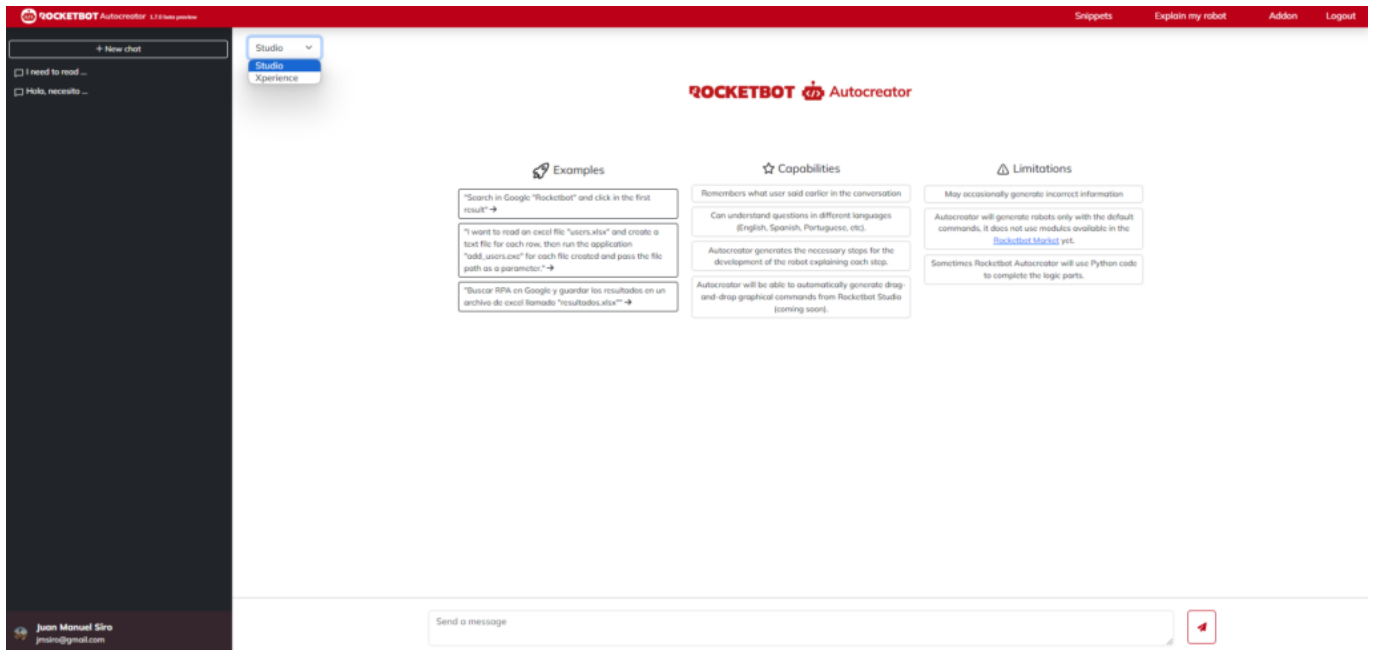 ROCKETBOT Autocreator 1.7.0 beta preview
Snippets
Explain my robot
Addon
Logout
+ New chat
I need to read ...
Hola, necesito ...
Studio
Studio
Xperience
ROCKETBOT Autocreator
Examples
"Search in Google "Rocketbot" and click in the first
result" →
"I want to read an excel file "users.xlsx" and create a
text file for each row, then run the application
"add_users.exe" for each file created and pass the file
path as a parameter." →
"Buscar RPA en Google y guardar los resultados en un
archivo de excel llamado "resultados.xlsx"" →
Capabilities
Remembers what user said earlier in the conversation
Can understand questions in different languages
(English, Spanish, Portuguese, etc).
Autocreator generates the necessary steps for the
development of the robot explaining each step.
Autocreator will be able to automatically generate drag-
and-drop graphical commands from Rocketbot Studio
(coming soon).
Limitations
May occasionally generate incorrect information
Autocreator will generate robots only with the default
commands, it does not use modules available in the
Rocketbot Market yet.
Sometimes Rocketbot Autocreator will use Python code
to complete the logic parts.
Juan Manuel Siro
jmsiro@gmail.com
Send a message